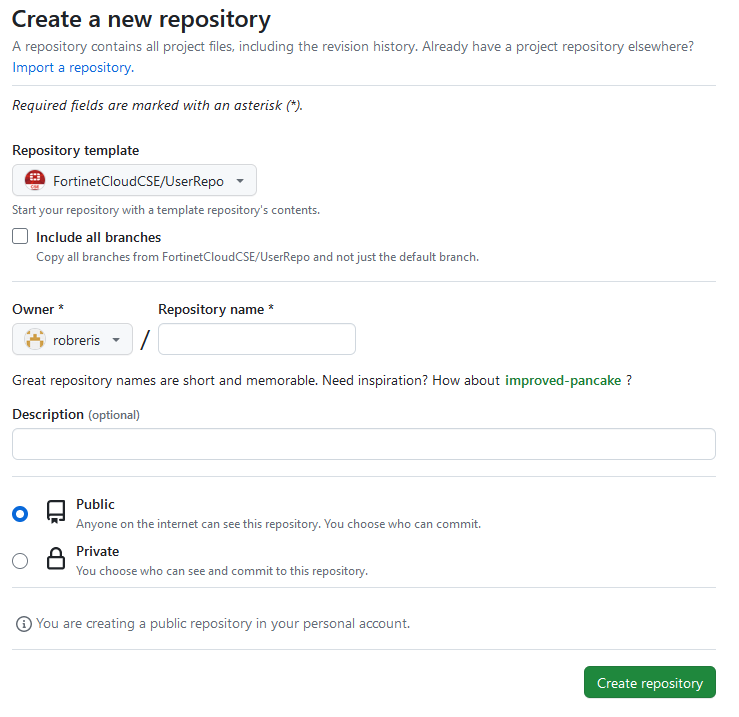 Create a new repository
A repository contains all project files, including the revision history. Already have a project repository elsewhere?
Import a repository.
Required fields are marked with an asterisk (*).
Repository template
FortinetCloudCSE/UserRepo
Start your repository with a template repository's contents.
Include all branches
Copy all branches from FortinetCloudCSE/UserRepo and not just the default branch.
Owner * Repository name *
robreris /
Great repository names are short and memorable. Need inspiration? How about improved-pancake ?
Description (optional)
Public
Anyone on the internet can see this repository. You choose who can commit.
Private
You choose who can see and commit to this repository.
You are creating a public repository in your personal account.
Create repository